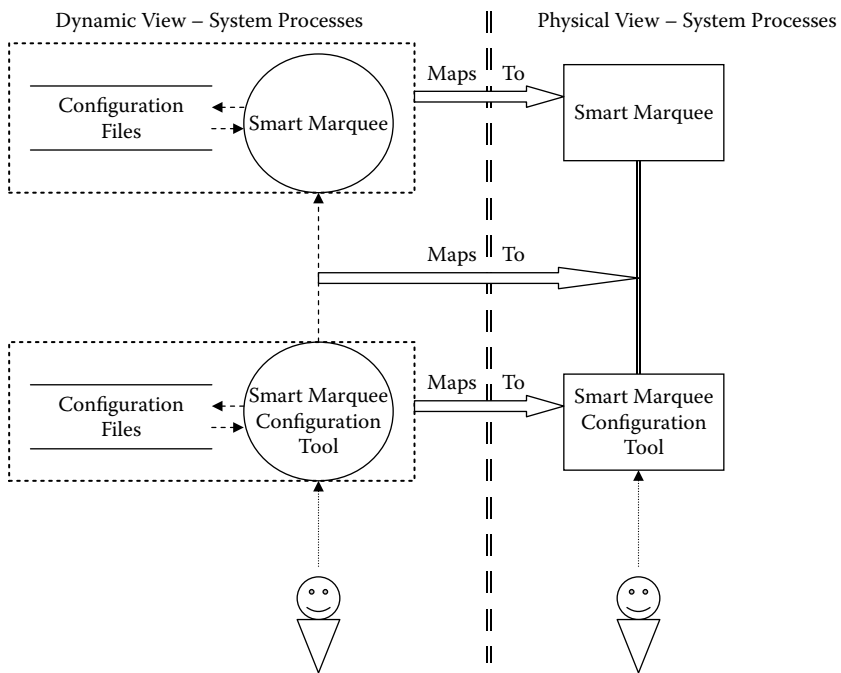 Dynamic View – System Processes
Physical View – System Processes
Configuration
Files
Smart Marquee
Maps To
Smart Marquee
Maps To
Configuration
Files
Smart Marquee
Configuration
Tool
Maps To
Smart Marquee
Configuration
Tool